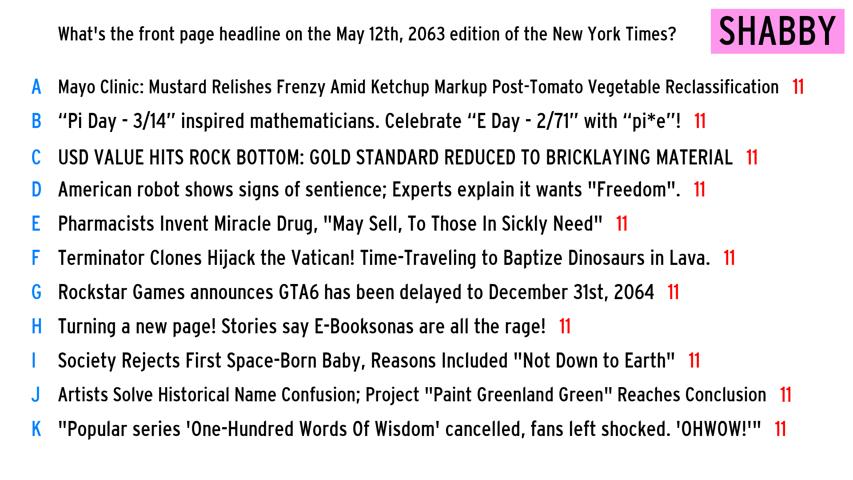 What's the front page headline on the May 12th, 2063 edition of the New York Times?
SHABBY
A Mayo Clinic: Mustard Relishes Frenzy Amid Ketchup Markup Post-Tomato Vegetable Reclassification 11
B “Pi Day - 3/14” inspired mathematicians. Celebrate “E Day - 2/71” with “pi*e”! 11
C USD VALUE HITS ROCK BOTTOM: GOLD STANDARD REDUCED TO BRICKLAYING MATERIAL 11
D American robot shows signs of sentience; Experts explain it wants "Freedom". 11
E Pharmacists Invent Miracle Drug, "May Sell, To Those In Sickly Need" 11
F Terminator Clones Hijack the Vatican! Time-Traveling to Baptize Dinosaurs in Lava. 11
G Rockstar Games announces GTA6 has been delayed to December 31st, 2064 11
H Turning a new page! Stories say E-Booksonas are all the rage! 11
I Society Rejects First Space-Born Baby, Reasons Included "Not Down to Earth" 11
J Artists Solve Historical Name Confusion; Project "Paint Greenland Green" Reaches Conclusion 11
K "Popular series 'One-Hundred Words Of Wisdom' cancelled, fans left shocked. 'OHWOW!'" 11